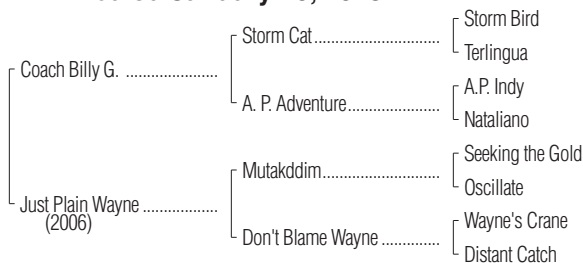 Storm Bird
Storm Cat
Terlingua
Coach Billy G.
A.P. Indy
A. P. Adventure
Nataliano
Seeking the Gold
Mutakddim
Oscillate
Just Plain Wayne
(2006)
Wayne's Crane
Don't Blame Wayne
Distant Catch